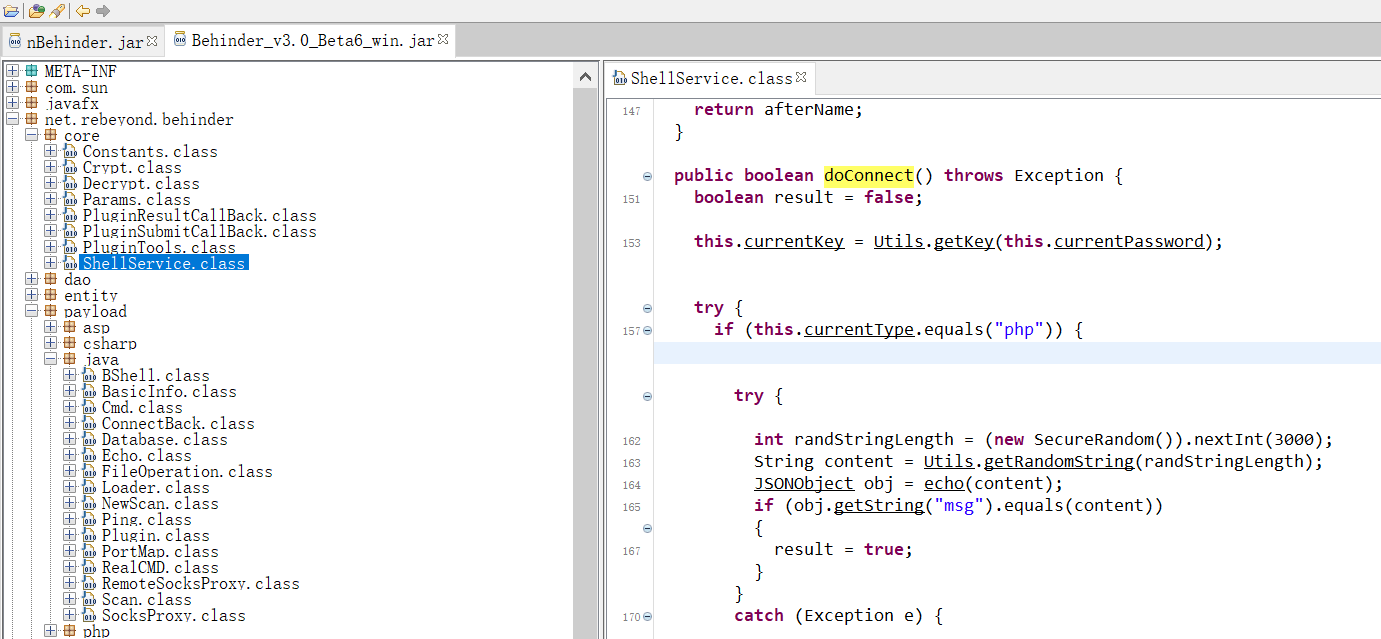 nBehinder.jar
Behinder_v3.0_Beta6_win.jar
META-INF
com.sun
javafx
net.rebeyond.behinder
core
Constants.class
Crypt.class
Decrypt.class
Params.class
PluginResultCallBack.class
PluginSubmitCallBack.class
PluginTools.class
ShellService.class
dao
entity
payload
asp
csharp
java
BShell.class
BasicInfo.class
Cmd.class
ConnectBack.class
Database.class
Echo.class
FileOperation.class
Loader.class
NewScan.class
Ping.class
Plugin.class
PortMap.class
RealCMD.class
RemoteSocksProxy.class
Scan.class
SocksProxy.class
php
ShellService.class
147 return afterName;
}
public boolean doConnect() throws Exception {
151 boolean result = false;
153 this.currentKey = Utils.getKey(this.currentPassword);
try {
157 if (this.currentType.equals("php")) {
try {
162 int randStringLength = (new SecureRandom()).nextInt(3000);
163 String content = Utils.getRandomString(randStringLength);
164 JSONObject obj = echo(content);
165 if (obj.getString("msg").equals(content))
{
167 result = true;
}
}
170 catch (Exception e) {